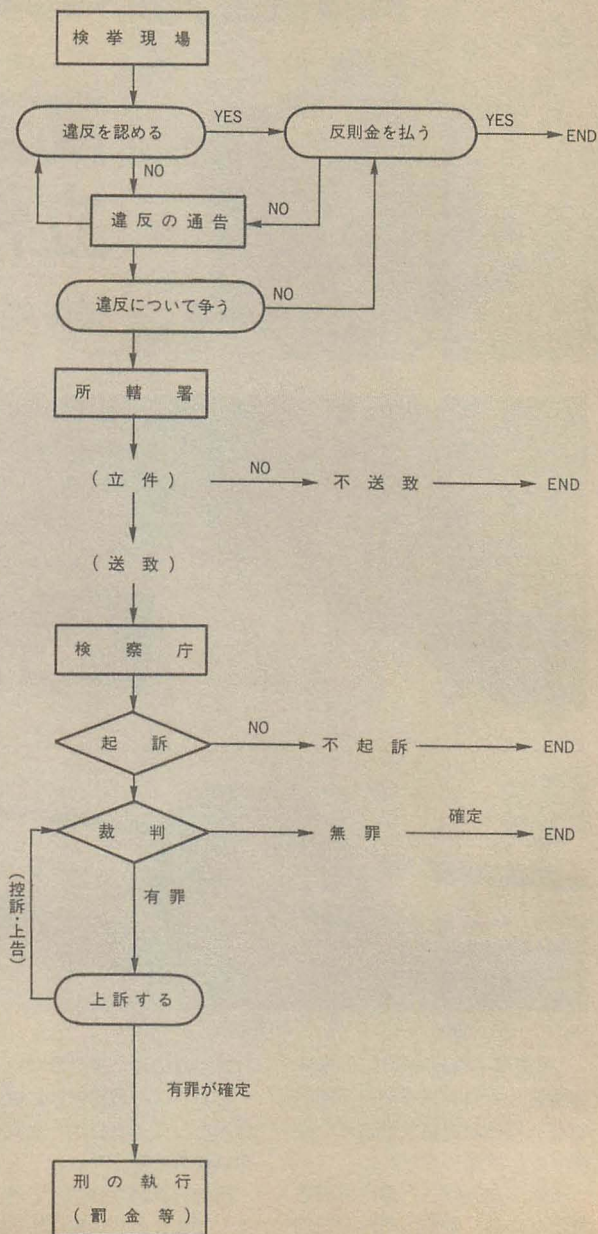 検挙現場
違反を認める
YES
反則金を払う
YES
END
NO
NO
違反の通告
違反について争う
NO
所轄署
(立件)
NO
不送致
END
(送致)
検察庁
起訴
NO
不起訴
END
裁判
無罪
確定
END
(控訴・上告)
有罪
上訴する
有罪が確定
刑の執行
(罰金等)